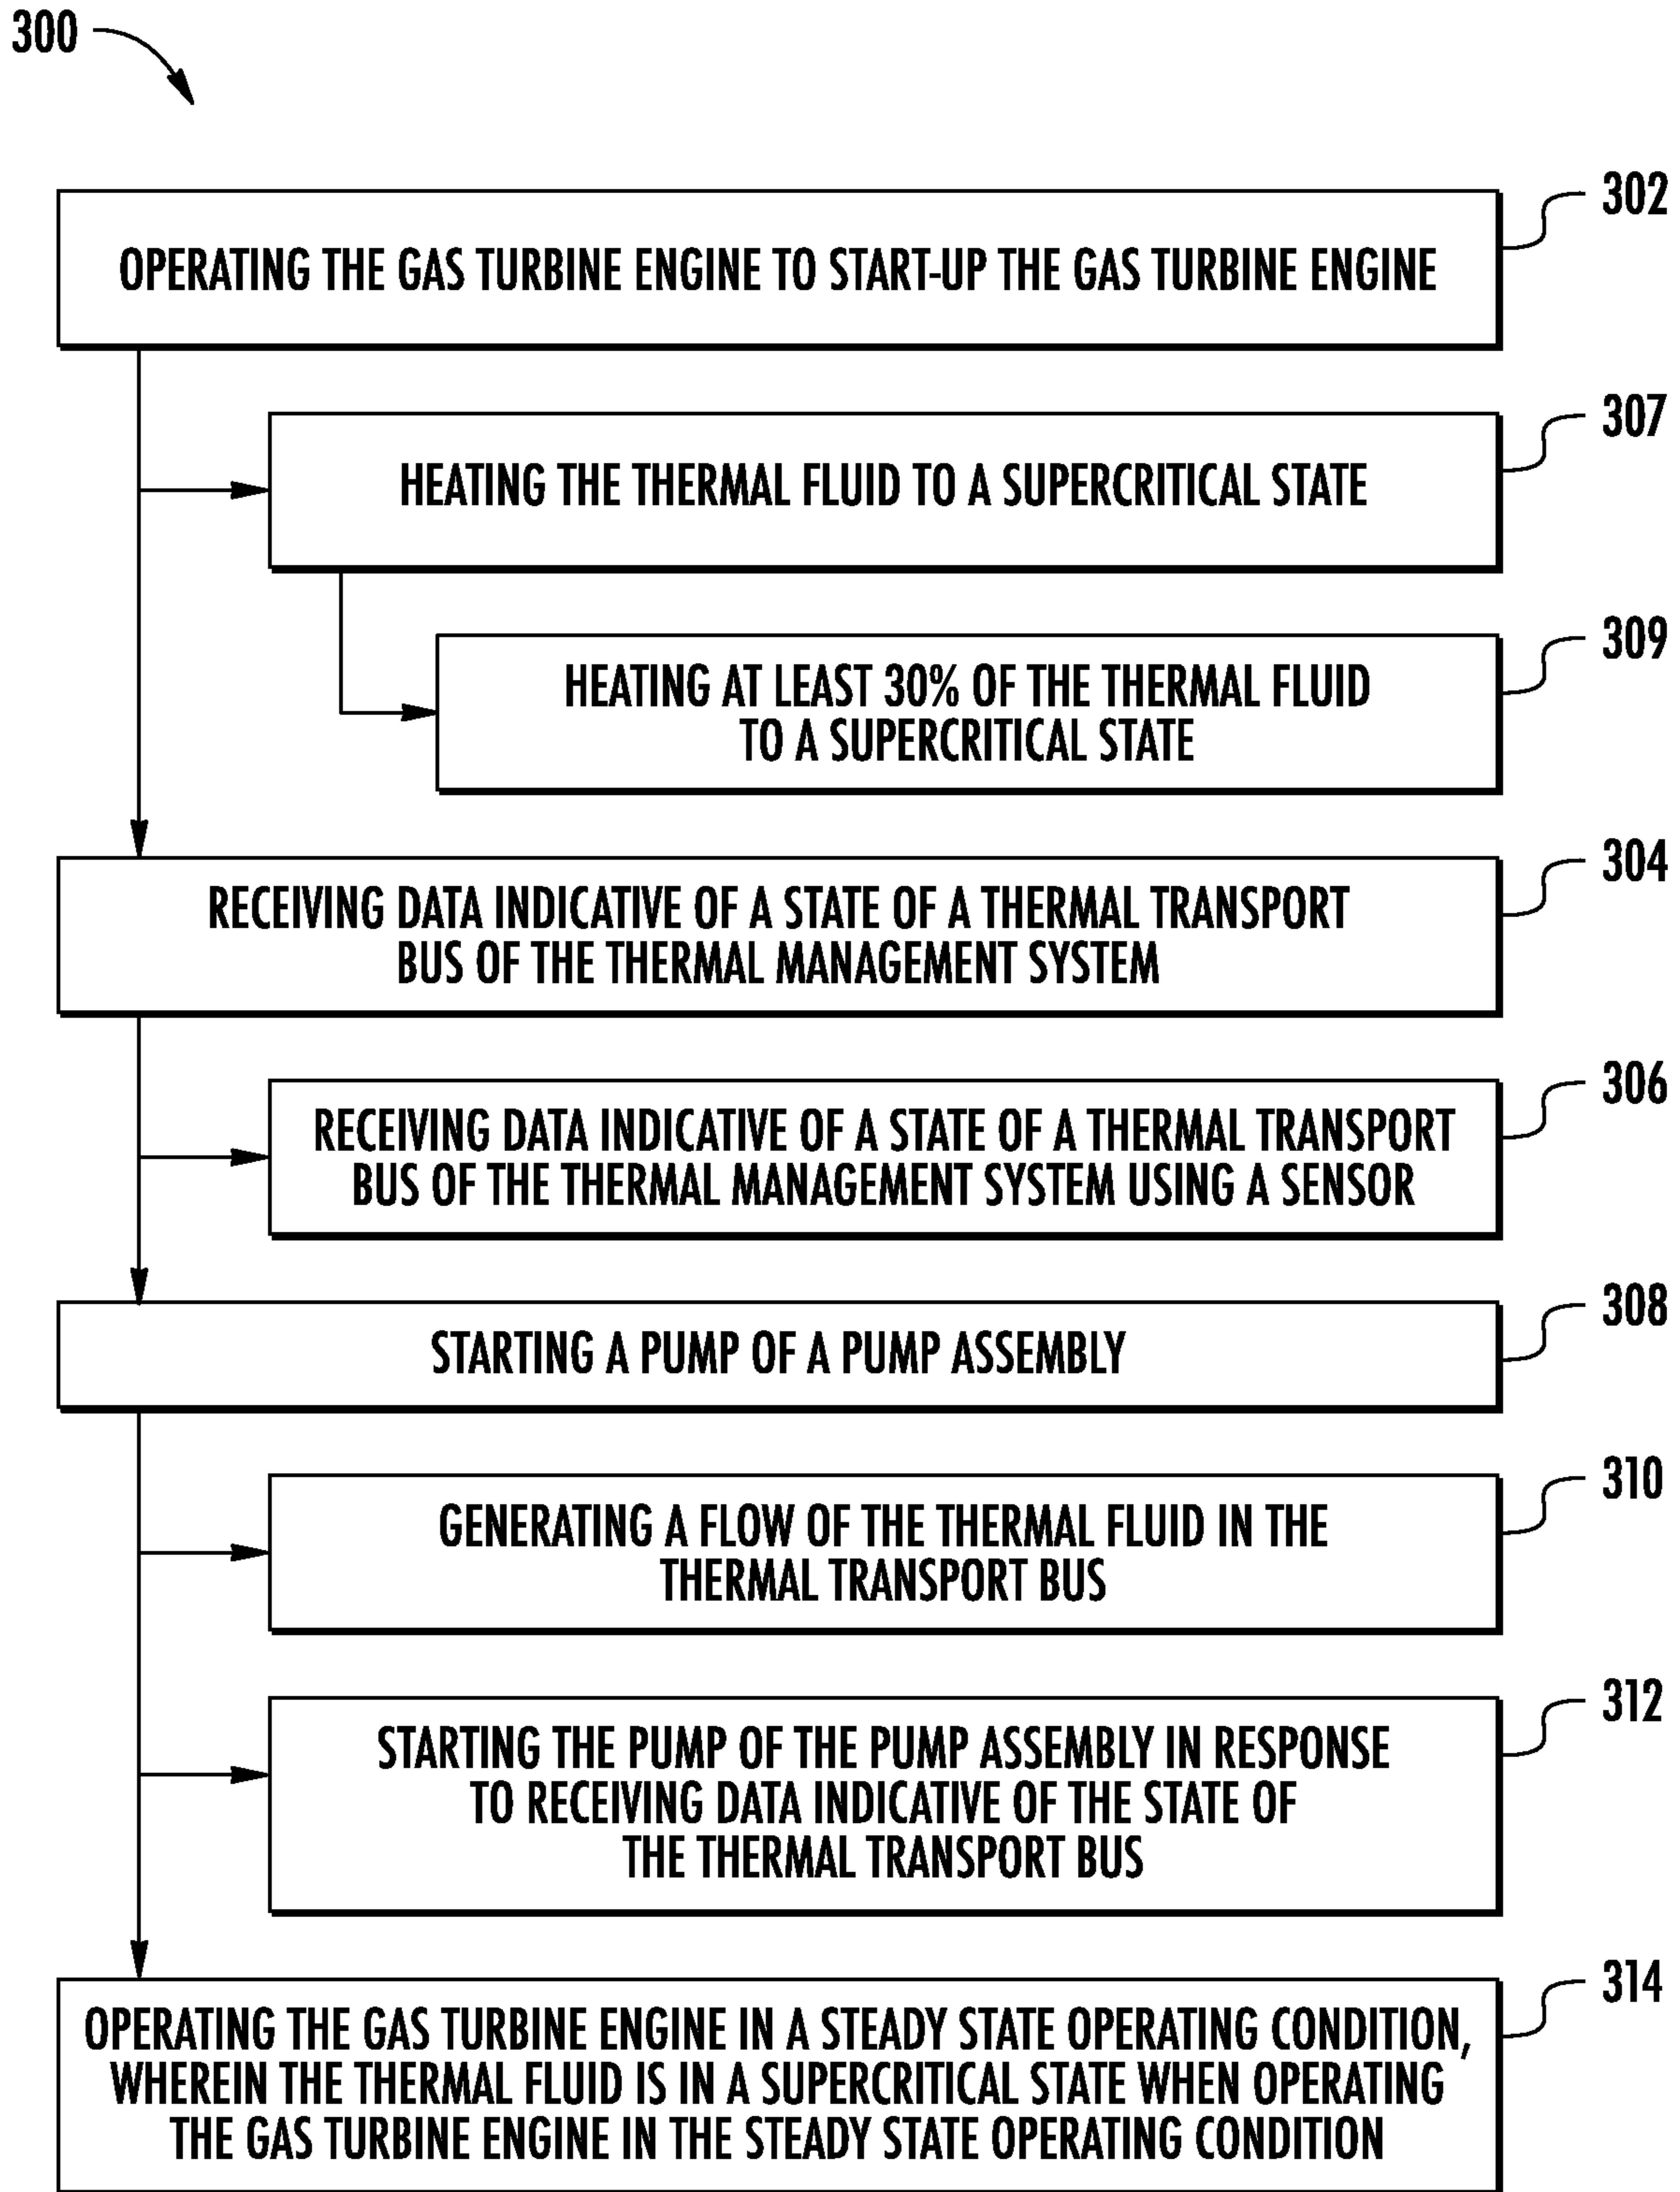 300
302
OPERATING THE GAS TURBINE ENGINE TO START-UP THE GAS TURBINE ENGINE
307
HEATING THE THERMAL FLUID TO A SUPERCRITICAL STATE
309
HEATING AT LEAST 30% OF THE THERMAL FLUID
TO A SUPERCRITICAL STATE
304
RECEIVING DATA INDICATIVE OF A STATE OF A THERMAL TRANSPORT
BUS OF THE THERMAL MANAGEMENT SYSTEM
306
RECEIVING DATA INDICATIVE OF A STATE OF A THERMAL TRANSPORT
BUS OF THE THERMAL MANAGEMENT SYSTEM USING A SENSOR
308
STARTING A PUMP OF A PUMP ASSEMBLY
310
GENERATING A FLOW OF THE THERMAL FLUID IN THE
THERMAL TRANSPORT BUS
312
STARTING THE PUMP OF THE PUMP ASSEMBLY IN RESPONSE
TO RECEIVING DATA INDICATIVE OF THE STATE OF
THE THERMAL TRANSPORT BUS
314
OPERATING THE GAS TURBINE ENGINE IN A STEADY STATE OPERATING CONDITION,
WHEREIN THE THERMAL FLUID IS IN A SUPERCRITICAL STATE WHEN OPERATING
THE GAS TURBINE ENGINE IN THE STEADY STATE OPERATING CONDITION